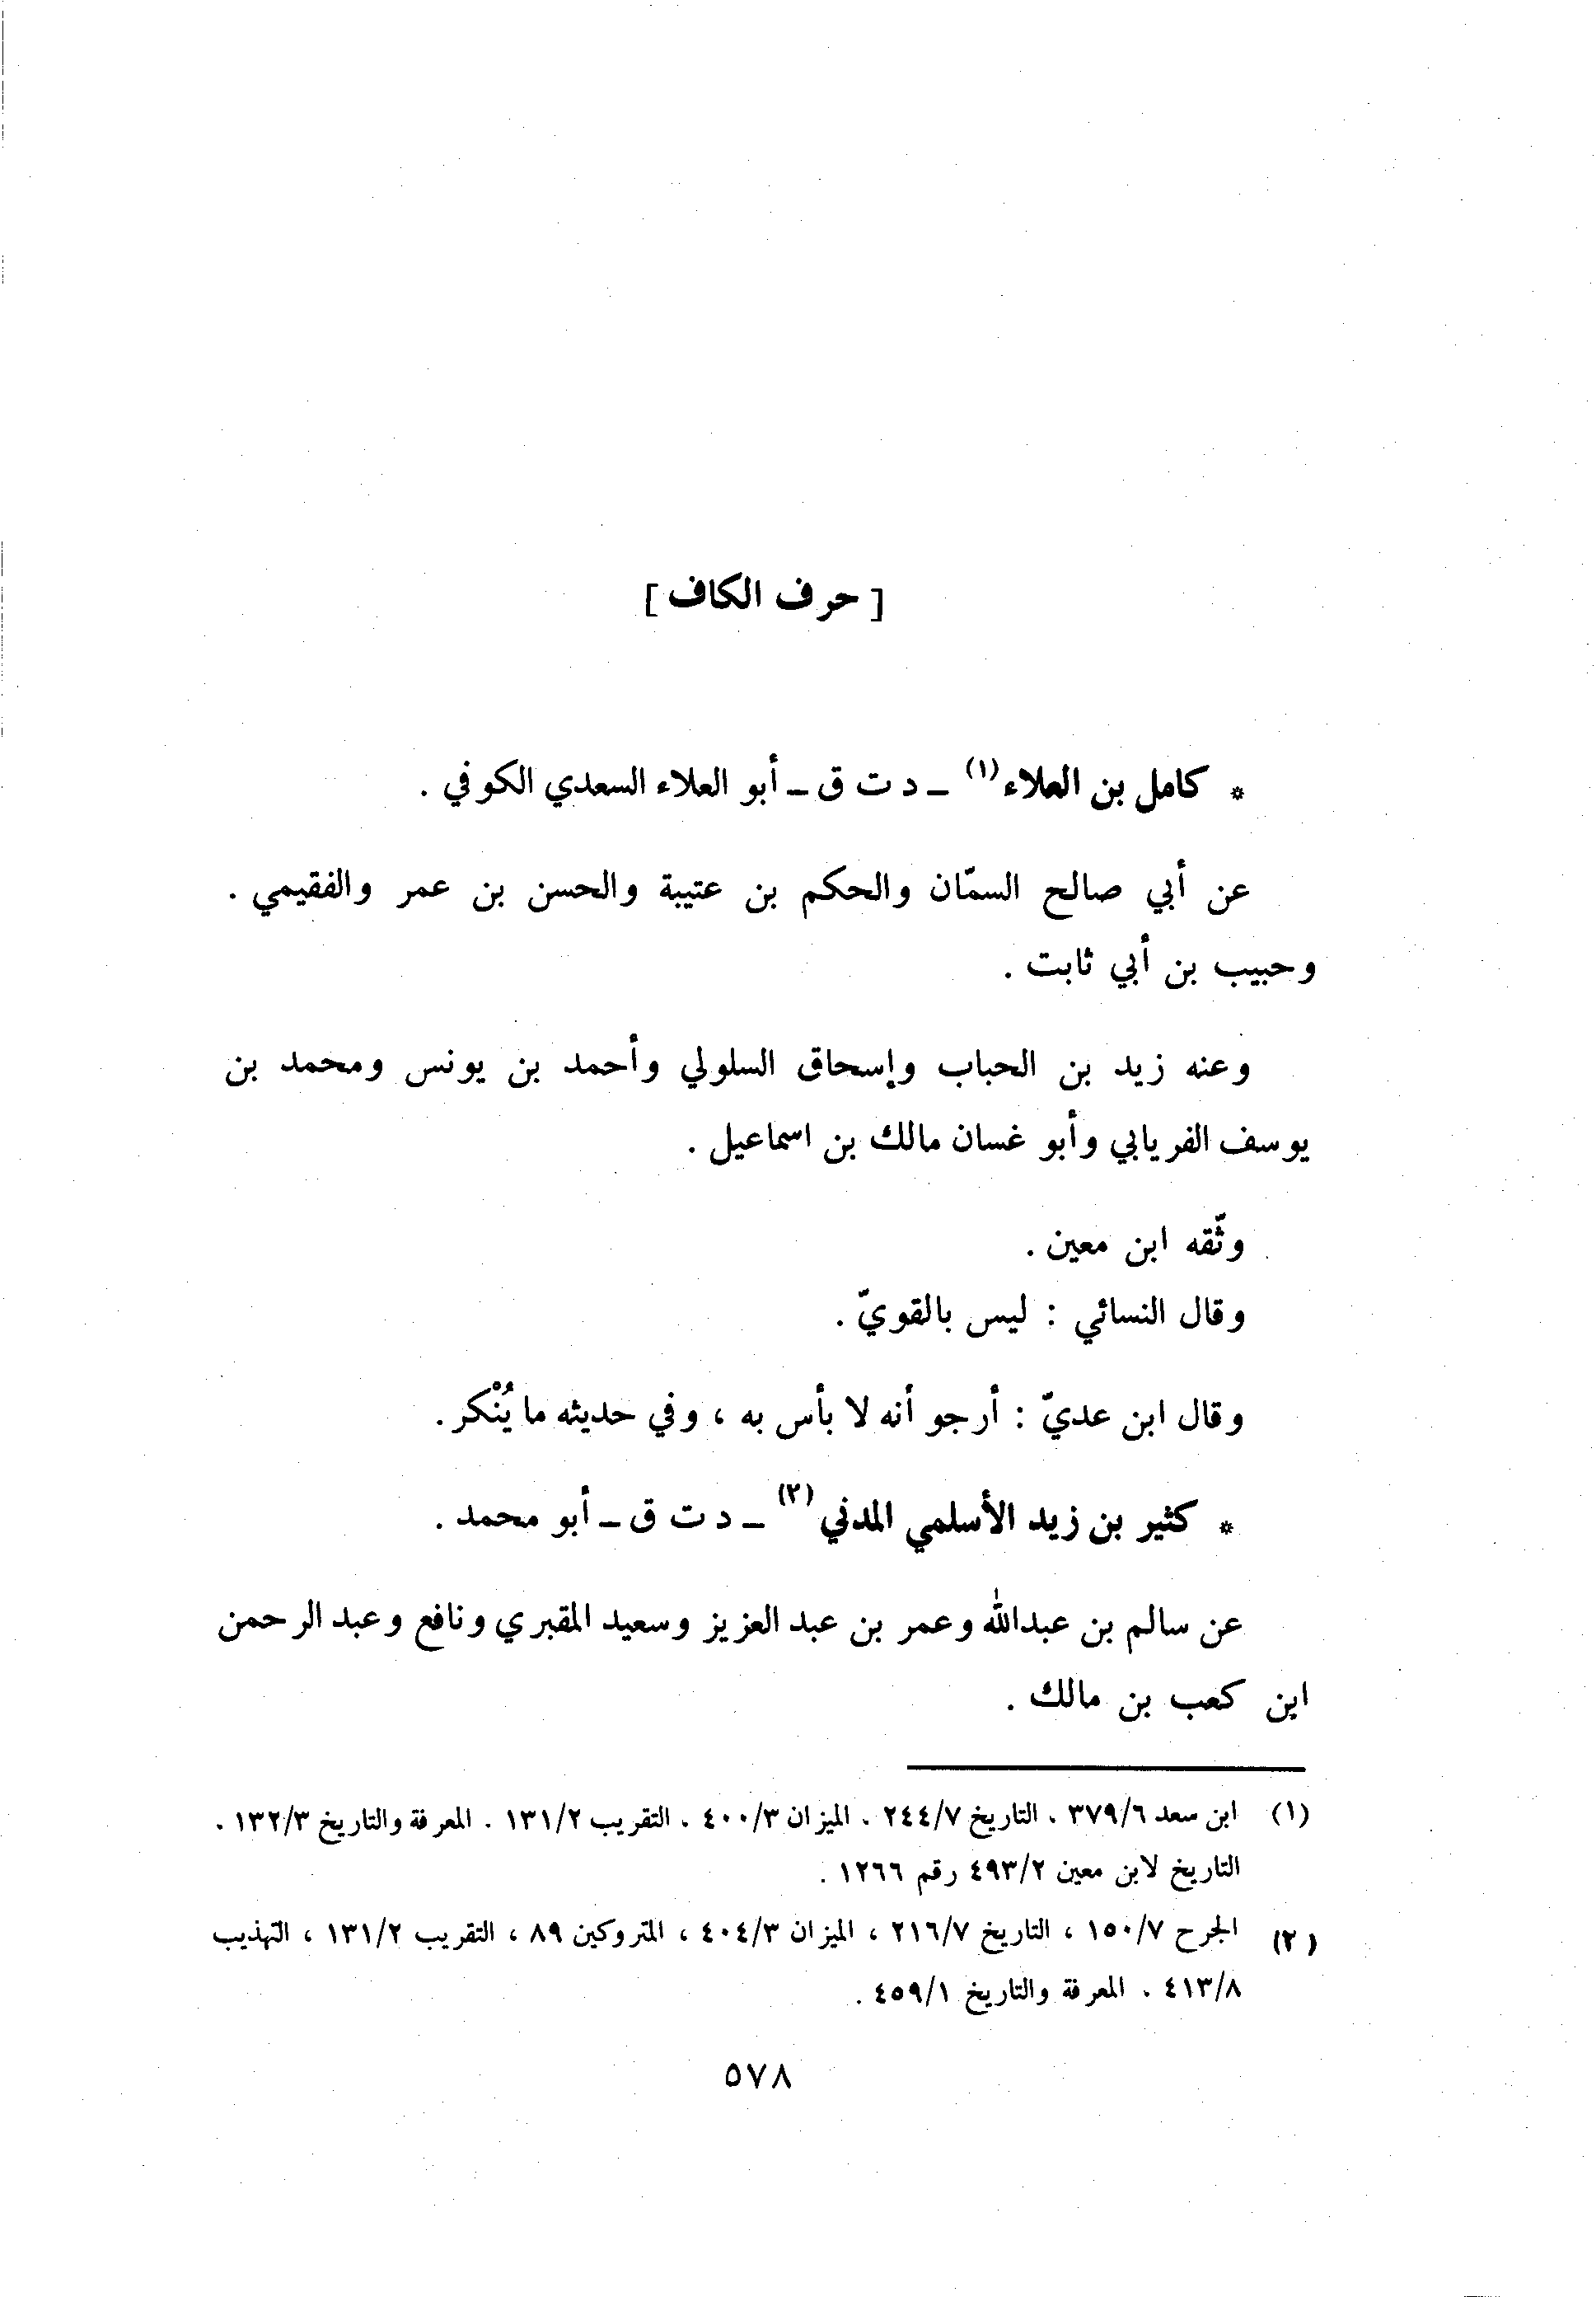 [ حرف الكاف ]
* كامل بن العلاء(١) ـ د ت ق ـ أبو العلاء السعدي الكوفي .
عن أبي صالح السمّان والحكم بن عتيبة والحسن بن عمر والفقيمي .
وحبيب بن أبي ثابت .
وعنه زيد بن الحباب وإسحاق السلولي وأحمد بن يونس ومحمد بن
يوسف الفريابي وأبو غسان مالك بن اسماعيل .
وثّقه ابن معين .
وقال النسائي : ليس بالقويّ .
وقال ابن عديّ : أرجو أنه لا بأس به ، وفي حديثه ما يُنْكر .
* كثير بن زيد الأسلمي المدني(٢) ـ د ت ق ـ أبو محمد .
عن سالم بن عبدالله وعمر بن عبد العزيز وسعيد المقبري ونافع وعبد الرحمن
ابن كعب بن مالك .
(١) ابن سعد ٣٧٩/٦ . التاريخ ٢٤٤/٧ . الميزان ٤٠٠/٣ . التقريب ١٣١/٢ . المعرفة والتاريخ ١٣٢/٣ .
التاريخ لابن معين ٤٩٣/٢ رقم ١٢٦٦ .
(٢) الجرح ١٥٠/٧ ، التاريخ ٢١٦/٧ ، الميزان ٤٠٤/٣ ، المتروكين ٨٩ ، التقريب ١٣١/٢ ، التهذيب
٤١٣/٨ . المعرفة والتاريخ ٤٥٩/١ .
٥٧٨